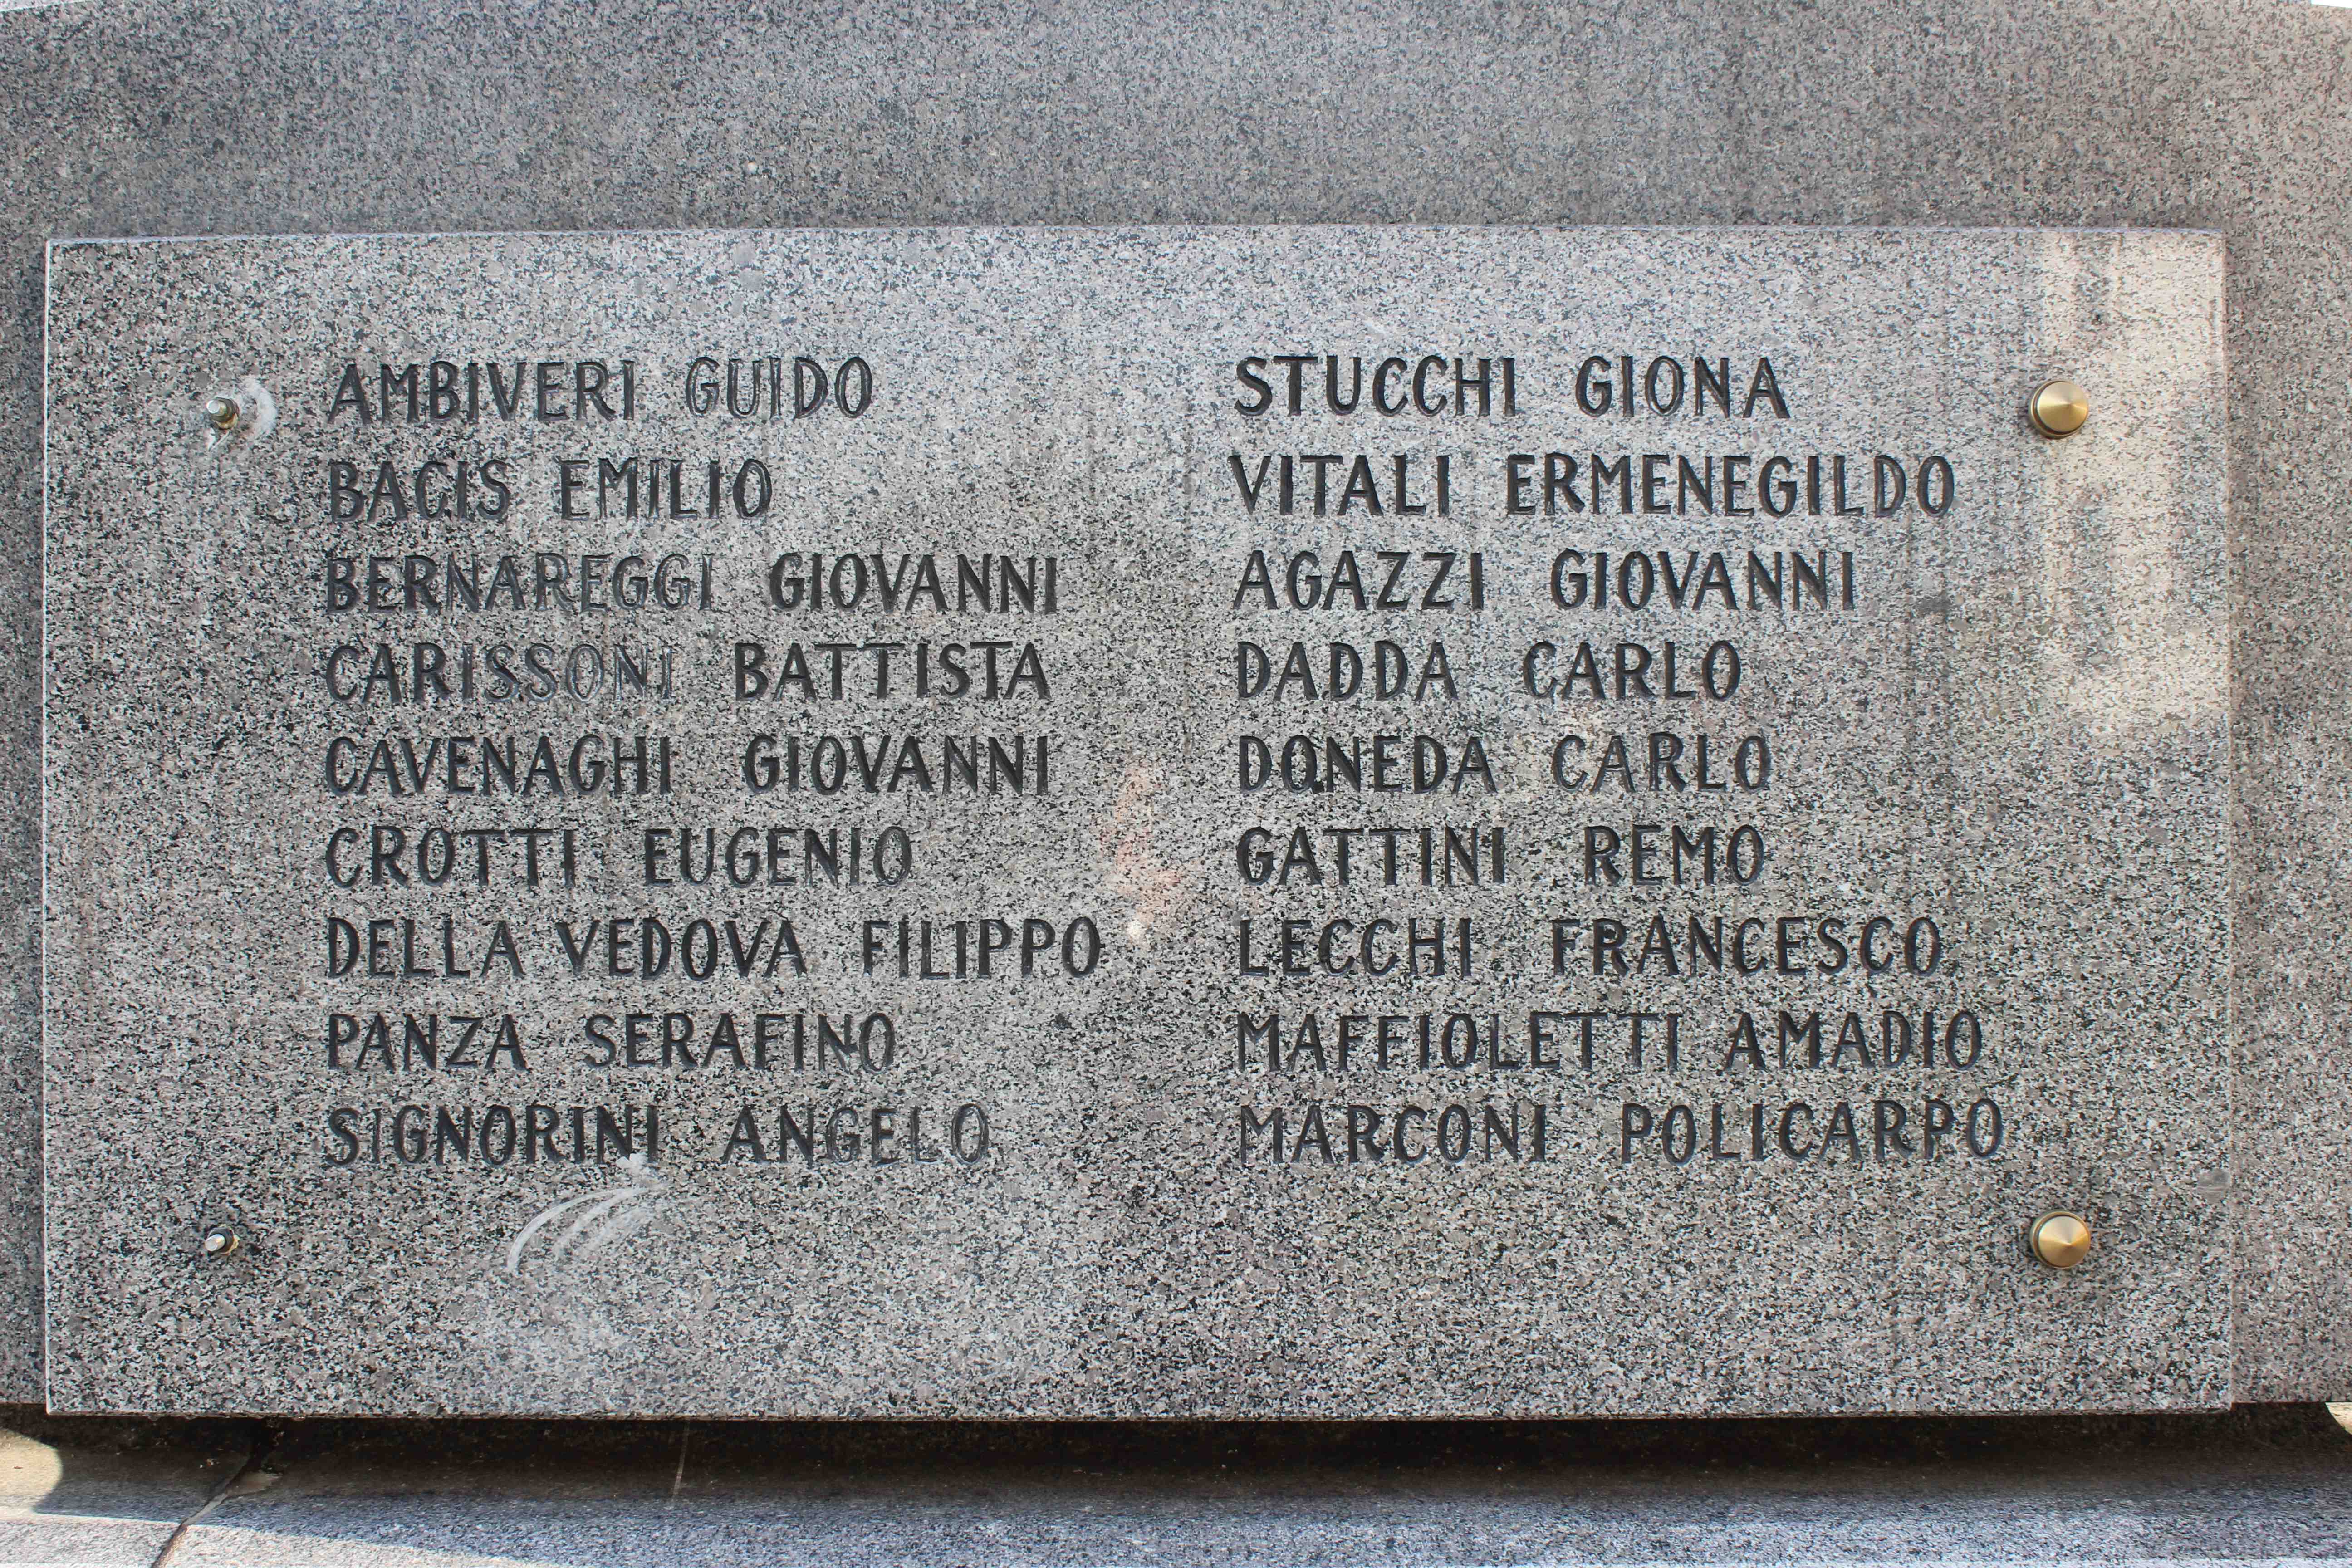 AMBIVERI GUIDO
BACIS EMILIO
BERNAREGGI GIOVANNI
CARISSONI BATTISTA
CAVENAGHI GIOVANNI
CROTTI EUGENIO
DELLA VEDOVA FILIPPO
PANZA SERAFINO
SIGNORINI ANGELO
STUCCHI GIONA
VITALI ERMENEGILDO
AGAZZI GIOVANNI
DADDA CARLO
DONEDA CARLO
GATTINI REMO
LECCHI FRANCESCO
MAFFIOLETTI AMADIO
MARCONI POLICARPO